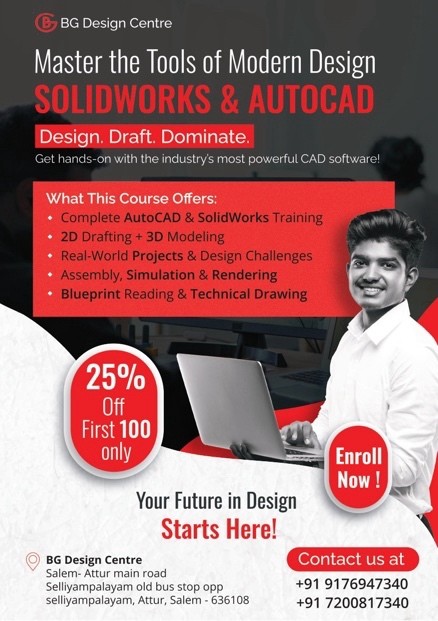 BG Design Centre
Master the Tools of Modern Design
SOLIDWORKS & AUTOCAD
Design. Draft. Dominate.
Get hands-on with the industry's most powerful CAD software!
What This Course Offers:
Complete AutoCAD & SolidWorks Training
2D Drafting + 3D Modeling
Real-World Projects & Design Challenges
Assembly, Simulation & Rendering
Blueprint Reading & Technical Drawing
25%
Off
First 100
only
Enroll
Now !
Your Future in Design
Starts Here!
BG Design Centre
Salem- Attur main road
Selliyampalayam old bus stop opp
selliyampalayam, Attur, Salem - 636108
Contact us at
+91 9176947340
+91 7200817340